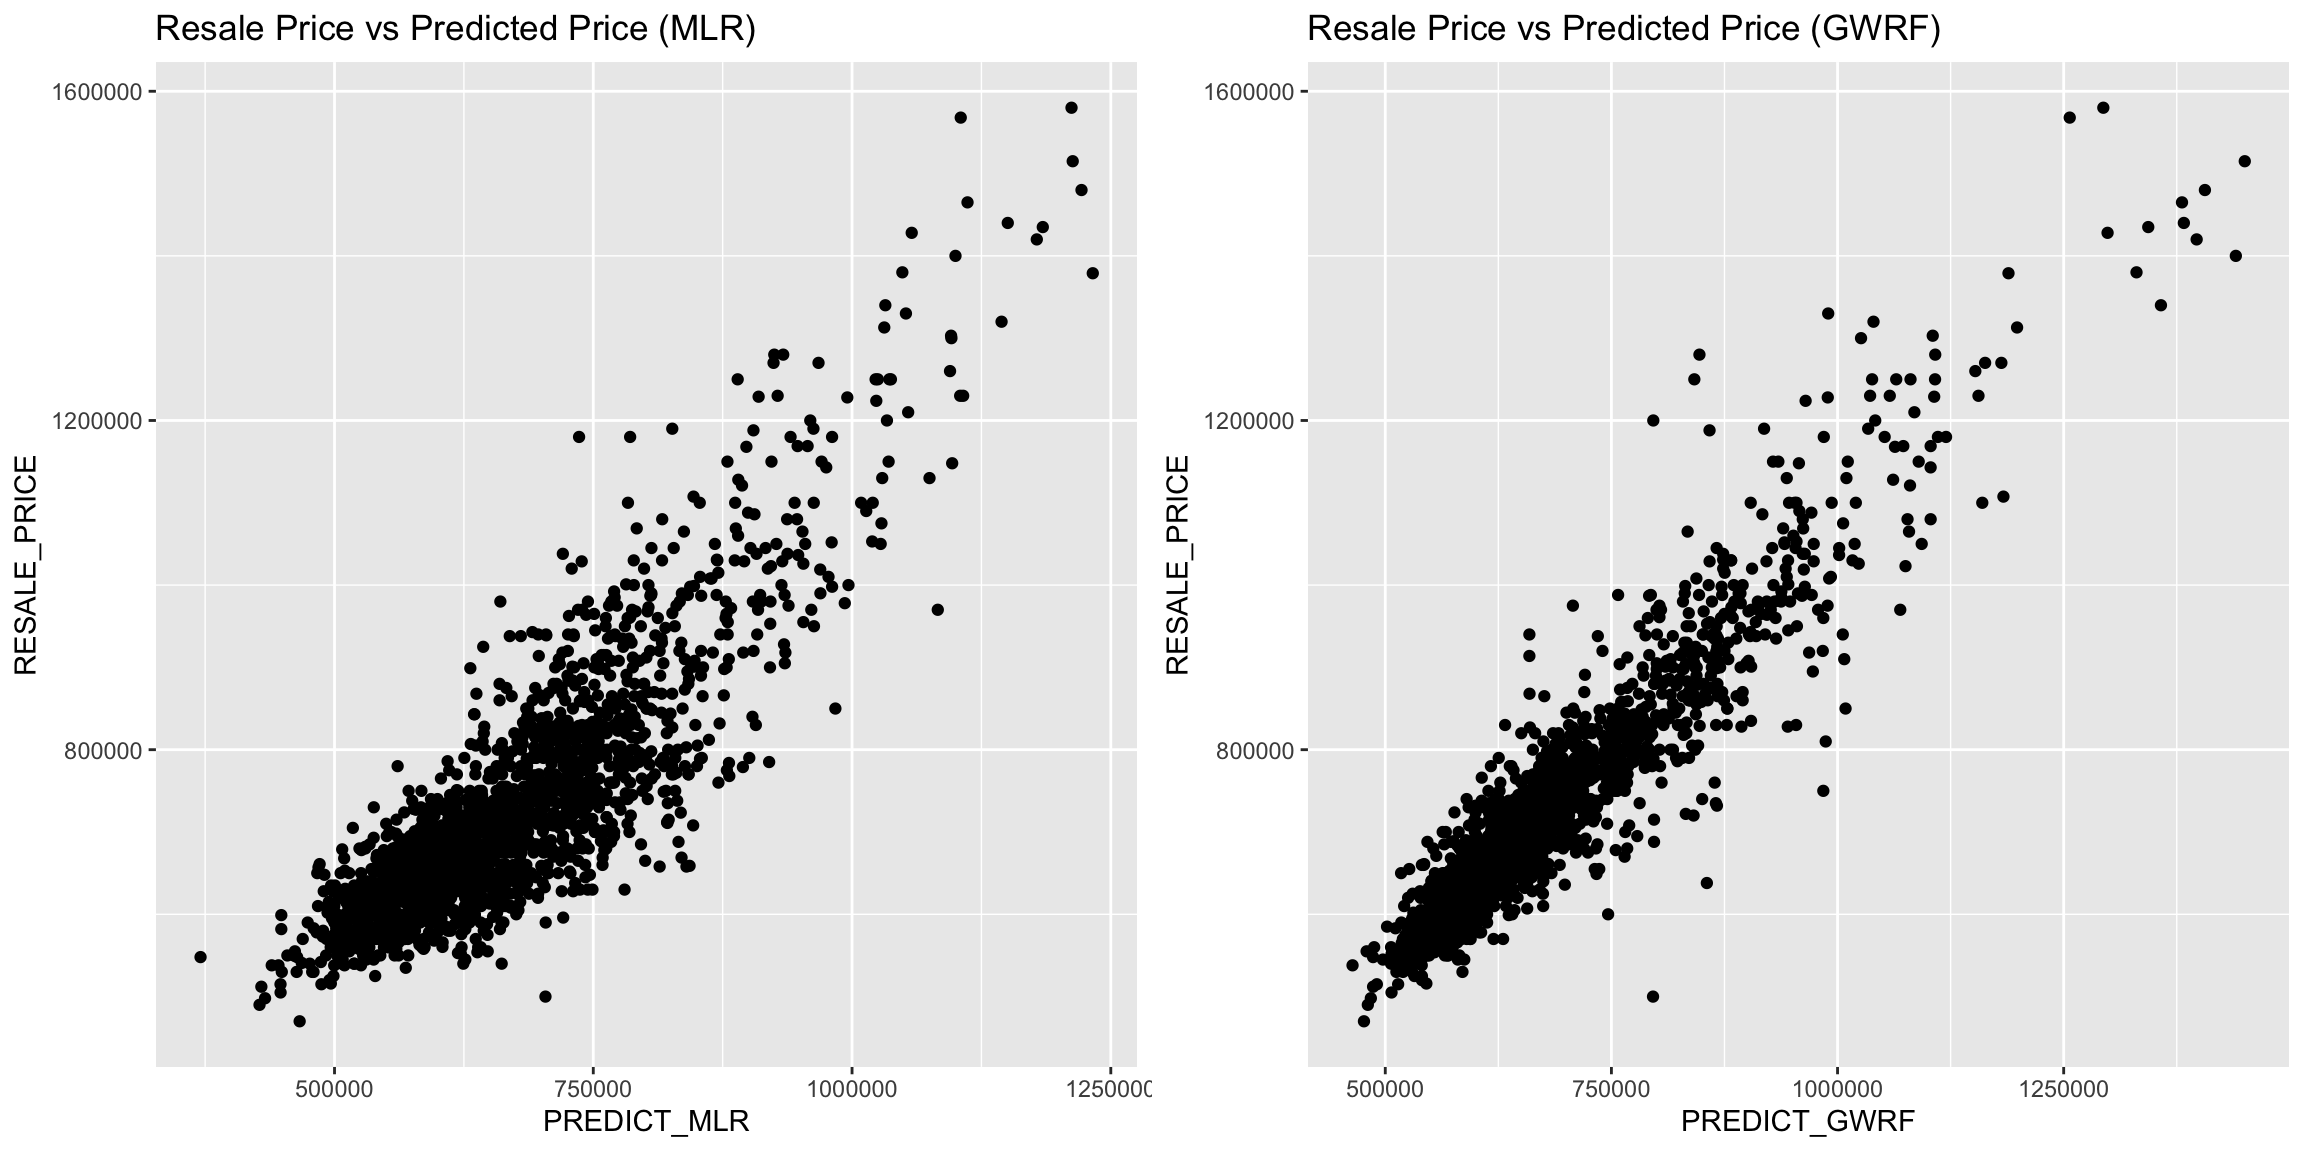 Resale Price vs Predicted Price (MLR)
RESALE_PRICE
1600000
1200000
800000
500000 750000 1000000 1250000
PREDICT_MLR
Resale Price vs Predicted Price (GWRF)
RESALE_PRICE
1600000
1200000
800000
500000 750000 1000000 1250000
PREDICT_GWRF